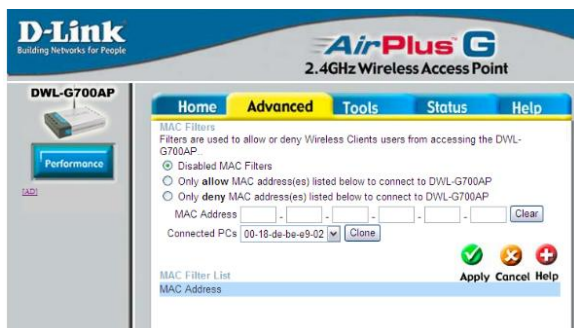 D-Link
Building Networks for People
AirPlus G
2.4GHz Wireless Access Point
DWL-G700AP
Home Advanced Tools Status Help
Performance
[AD]
MAC Filters
Filters are used to allow or deny Wireless Clients users from accessing the DWL-
G700AP.
Disabled MAC Filters
Only allow MAC address(es) listed below to connect to DWL-G700AP
Only deny MAC address(es) listed below to connect to DWL-G700AP
MAC Address - - - - - Clear
Connected PCs 00-18-de-be-e9-02 Clone
Apply Cancel Help
MAC Filter List
MAC Address